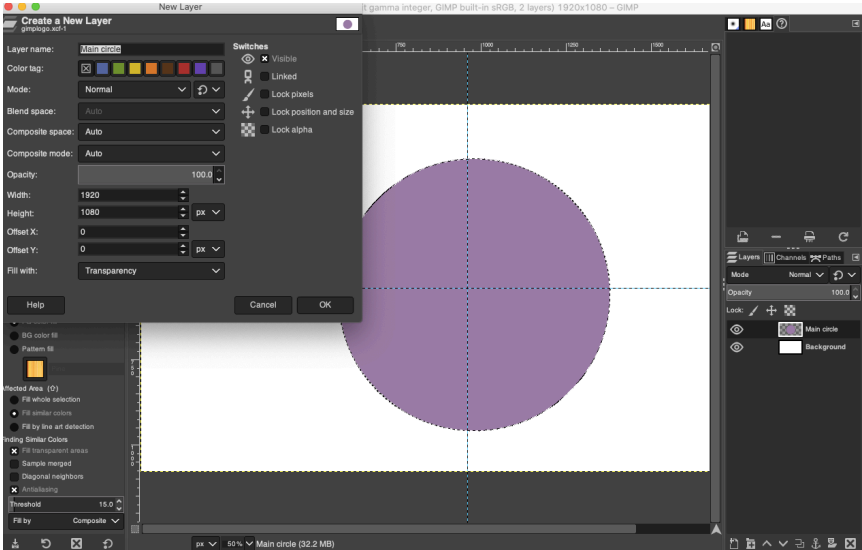 New Layer
t gamma integer, GIMP built-in sRGB, 2 layers) 1920x1080 – GIMP
Create a New Layer
gimplogo.xcf-1
Layer name:
Main circle
Color tag:
Mode:
Normal
Blend space:
Auto
Composite space:
Auto
Composite mode:
Auto
Opacity:
100.0
Width:
1920
Height:
1080
px
Offset X:
0
Offset Y:
0
px
Fill with:
Transparency
Switches
Visible
Linked
Lock pixels
Lock position and size
Lock alpha
Help
Cancel
OK
BG color fill
Pattern fill
Affected Area (⇧)
Fill whole selection
Fill similar colors
Fill by line art detection
Finding Similar Colors
Fill transparent areas
Sample merged
Diagonal neighbors
Antialiasing
Threshold
15.0
Fill by
Composite
750
1000
1250
1500
750
1000
px
50%
Main circle (32.2 MB)
Aa
Layers
Channels
Paths
Mode
Normal
Opacity
100.0
Lock:
Main circle
Background